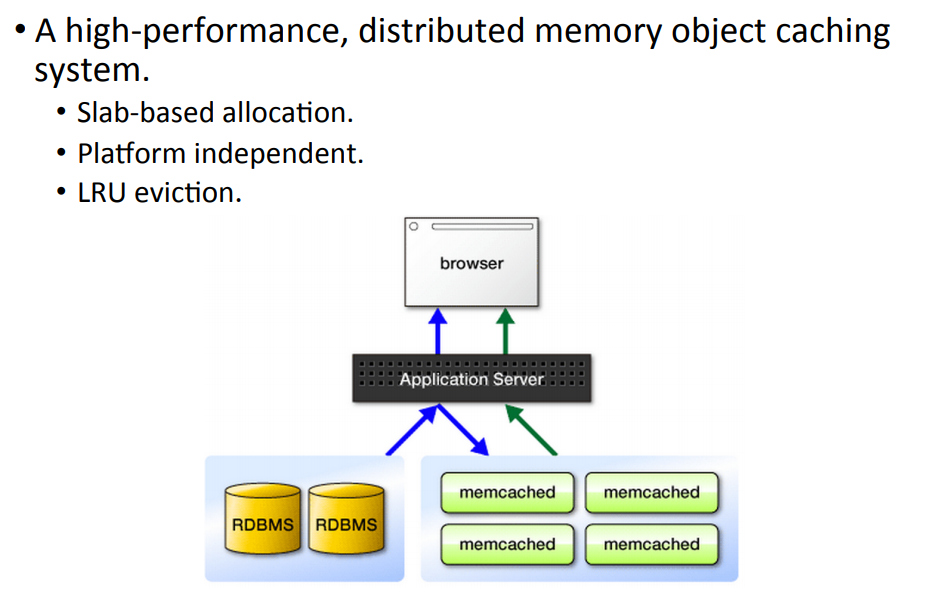 • A high-performance, distributed memory object caching
system.
• Slab-based allocation.
• Platform independent.
• LRU eviction.
browser
Application Server
RDBMS RDBMS
memcached memcached
memcached memcached